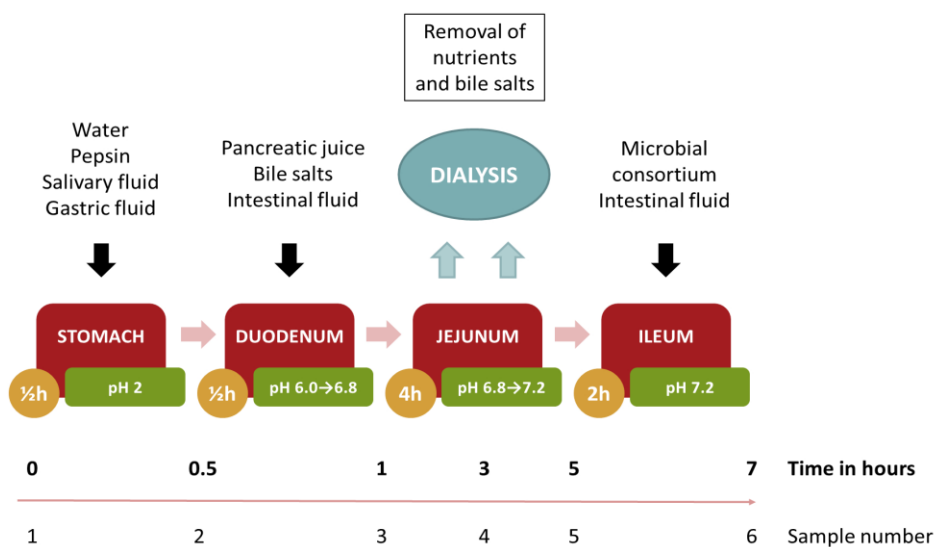 Removal of
nutrients
and bile salts
Water
Pepsin
Salivary fluid
Gastric fluid
Pancreatic juice
Bile salts
Intestinal fluid
DIALYSIS
Microbial
consortium
Intestinal fluid
STOMACH
DUODENUM
JEJUNUM
ILEUM
½h
pH 2
½h
pH 6.0→6.8
4h
pH 6.8→7.2
2h
pH 7.2
0 0.5 1 3 5 7 Time in hours
1 2 3 4 5 6 Sample number